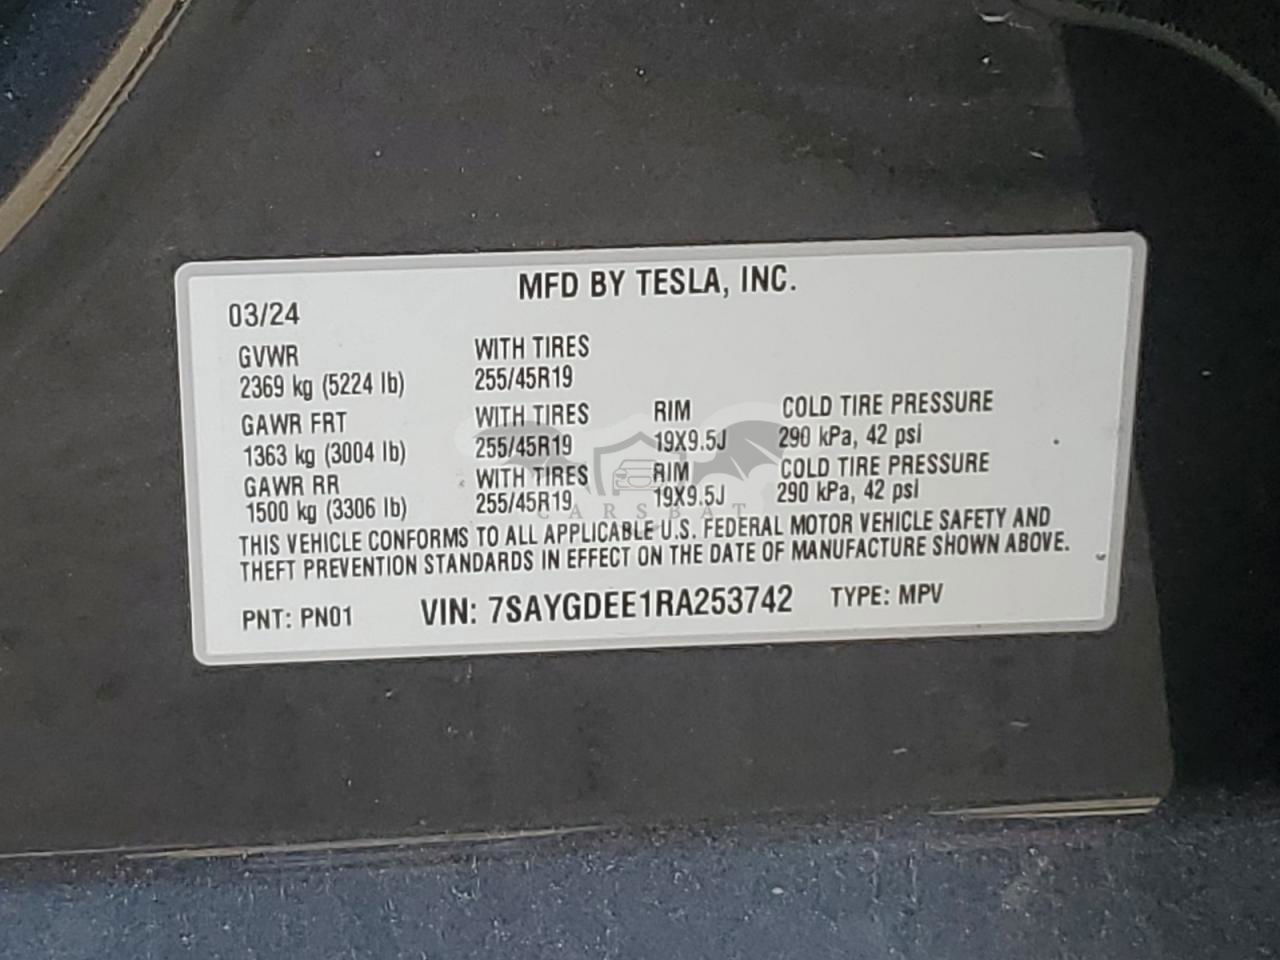 MFD BY TESLA, INC.
03/24
GVWR WITH TIRES
2369 kg (5224 lb) 255/45R19
GAWR FRT WITH TIRES RIM COLD TIRE PRESSURE
1363 kg (3004 lb) 255/45R19 19X9.5J 290 kPa, 42 psi
GAWR RR WITH TIRES RIM COLD TIRE PRESSURE
1500 kg (3306 lb) 255/45R19 19X9.5J 290 kPa, 42 psi
CARSBAT
THIS VEHICLE CONFORMS TO ALL APPLICABLE U.S. FEDERAL MOTOR VEHICLE SAFETY AND
THEFT PREVENTION STANDARDS IN EFFECT ON THE DATE OF MANUFACTURE SHOWN ABOVE.
PNT: PN01 VIN: 7SAYGDEE1RA253742 TYPE: MPV